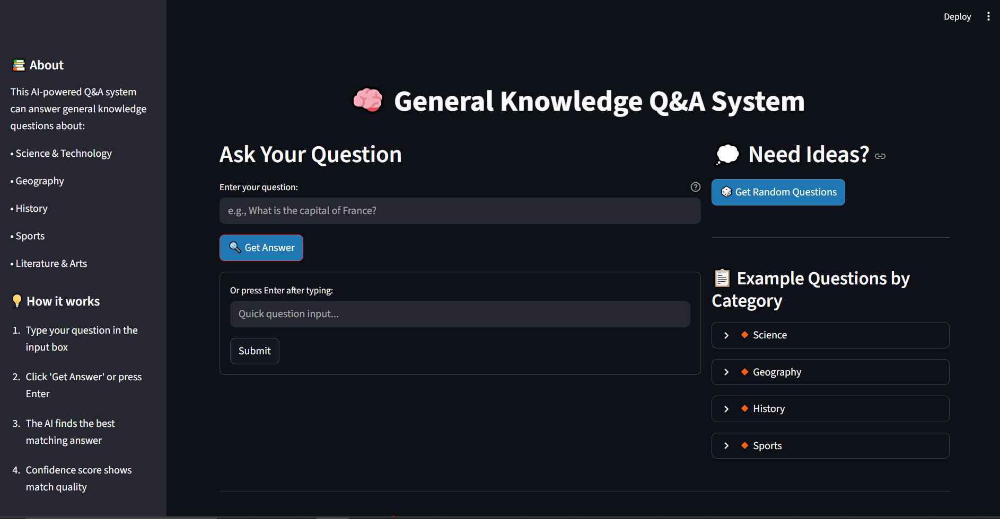 Deploy
About
This AI-powered Q&A system
can answer general knowledge
questions about:
• Science & Technology
• Geography
• History
• Sports
• Literature & Arts
How it works
1. Type your question in the
input box
2. Click 'Get Answer' or press
Enter
3. The AI finds the best
matching answer
4. Confidence score shows
match quality
General Knowledge Q&A System
Ask Your Question
Enter your question:
e.g., What is the capital of France?
Get Answer
Or press Enter after typing:
Quick question input...
Submit
Need Ideas?
Get Random Questions
Example Questions by
Category
Science
Geography
History
Sports